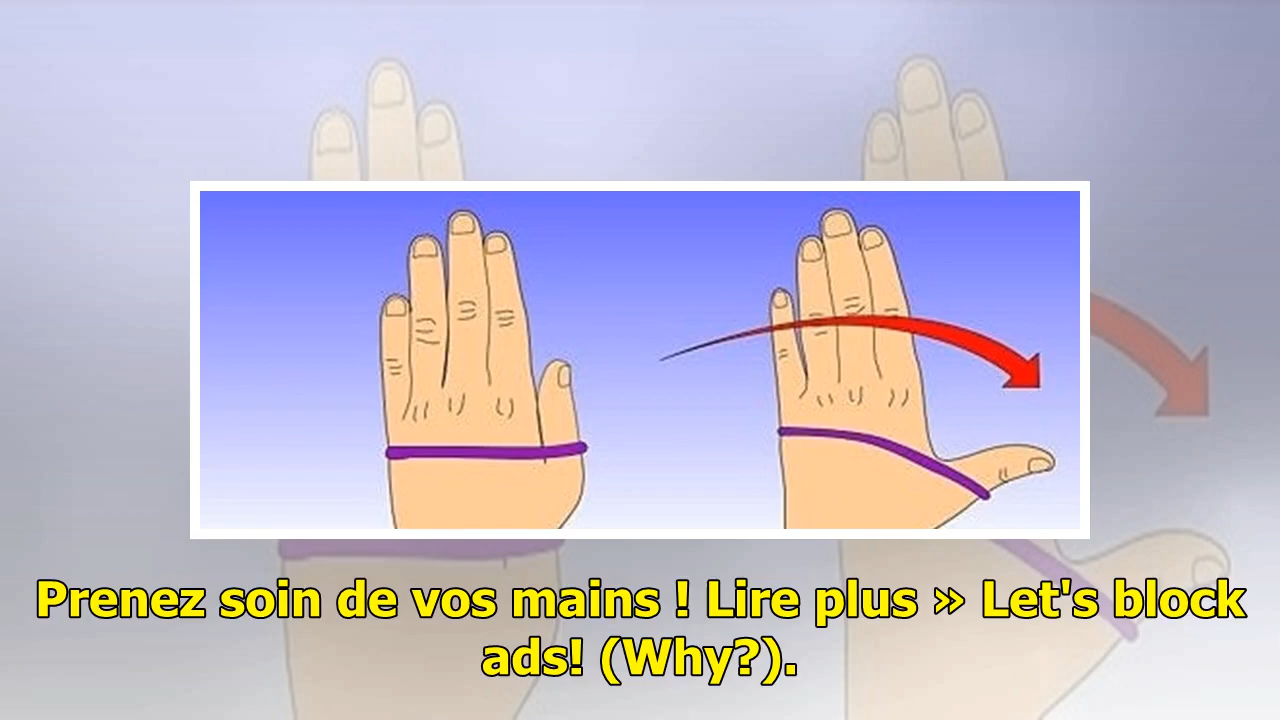 Prenez soin de vos mains ! Lire plus » Let's block
ads! (Why?).